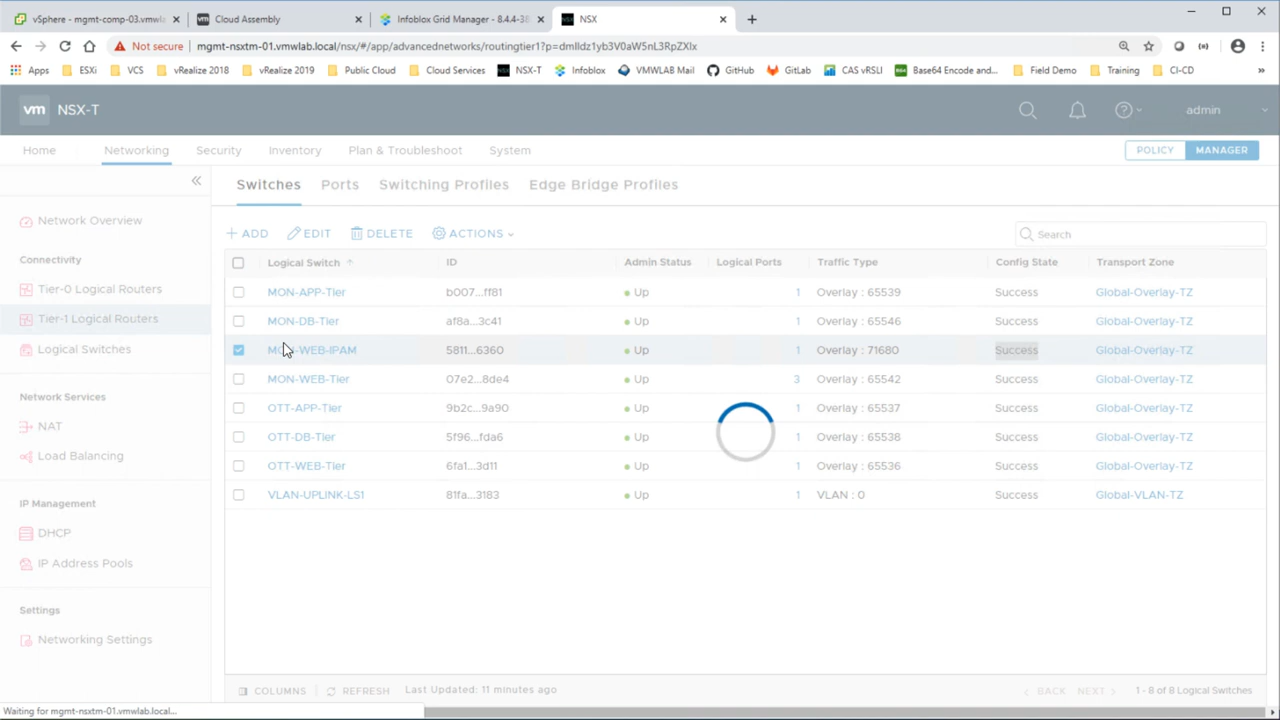 vSphere - mgmt-comp-03.vmwla
Cloud Assembly
Infoblox Grid Manager - 8.4.4-38
NSX
Not secure
mgmt-nsxtm-01.vmwlab.local/nsx/#/app/advancednetworks/routingtier1?p=dmlldz1yb3V0aW5nL3RpZXIx
Apps
ESXi
VCS
vRealize 2018
vRealize 2019
Public Cloud
Cloud Services
NSX-T
Infoblox
VMWLAB Mail
GitHub
GitLab
CAS vRSLI
Base64 Encode and...
Field Demo
Training
CI-CD
»
vm
NSX-T
admin
Home
Networking
Security
Inventory
Plan & Troubleshoot
System
POLICY
MANAGER
Network Overview
Connectivity
Tier-0 Logical Routers
Tier-1 Logical Routers
Logical Switches
Network Services
NAT
Load Balancing
IP Management
DHCP
IP Address Pools
Settings
Networking Settings
Switches Ports Switching Profiles Edge Bridge Profiles
+ ADD EDIT DELETE ACTIONS
Search
Logical Switch ID Admin Status Logical Ports Traffic Type Config State Transport Zone
MON-APP-Tier b007...ff81 Up 1 Overlay : 65539 Success Global-Overlay-TZ
MON-DB-Tier af8a...3c41 Up 1 Overlay : 65546 Success Global-Overlay-TZ
MON-WEB-IPAM 5811...6360 Up 1 Overlay : 71680 Success Global-Overlay-TZ
MON-WEB-Tier 07e2...8de4 Up 3 Overlay : 65542 Success Global-Overlay-TZ
OTT-APP-Tier 9b2c...9a90 Up 1 Overlay : 65537 Success Global-Overlay-TZ
OTT-DB-Tier 5f96...fda6 Up 1 Overlay : 65538 Success Global-Overlay-TZ
OTT-WEB-Tier 6fa1...3d11 Up 1 Overlay : 65536 Success Global-Overlay-TZ
VLAN-UPLINK-LS1 81fa...3183 Up 1 VLAN : 0 Success Global-VLAN-TZ
COLUMNS REFRESH Last Updated: 11 minutes ago BACK NEXT 1 - 8 of 8 Logical Switches
Waiting for mgmt-nsxtm-01.vmwlab.local...